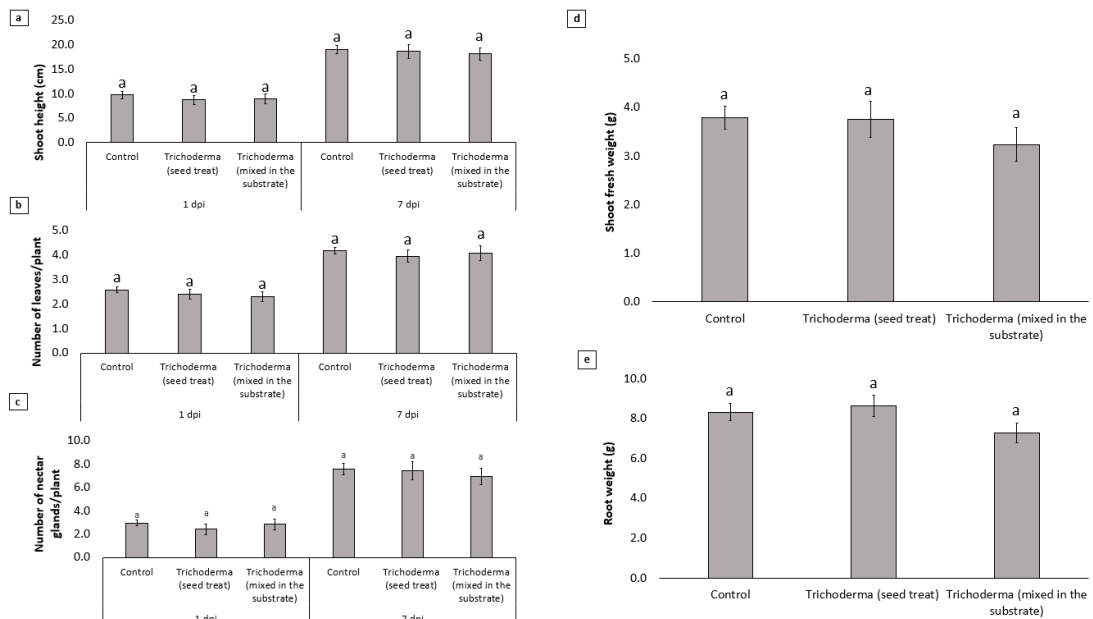 a
Shoot height (cm)
25.0
20.0
15.0
10.0
5.0
0.0
a a a a a a
Control Trichoderma Trichoderma Control Trichoderma Trichoderma
(seed treat) (mixed in the (seed treat) (mixed in the
substrate) substrate)
1 dpi 7 dpi
b
Number of leaves/plant
5.0
4.0
3.0
2.0
1.0
0.0
a a a a a a
Control Trichoderma Trichoderma Control Trichoderma Trichoderma
(seed treat) (mixed in the (seed treat) (mixed in the
substrate) substrate)
1 dpi 7 dpi
c
Number of nectar
glands/plant
10.0
8.0
6.0
4.0
2.0
0.0
a a a a a a
Control Trichoderma Trichoderma Control Trichoderma Trichoderma
(seed treat) (mixed in the (seed treat) (mixed in the
substrate) substrate)
1 dpi 7 dpi
d
Shoot fresh weight (g)
5.0
4.0
3.0
2.0
1.0
0.0
a a a
Control Trichoderma (seed treat) Trichoderma (mixed in the
substrate)
e
Root weight (g)
10.0
8.0
6.0
4.0
2.0
0.0
a a a
Control Trichoderma (seed treat) Trichoderma (mixed in the
substrate)